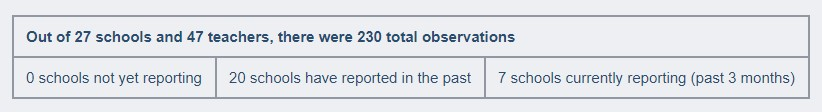 Out of 27 schools and 47 teachers, there were 230 total observations
0 schools not yet reporting
20 schools have reported in the past
7 schools currently reporting (past 3 months)